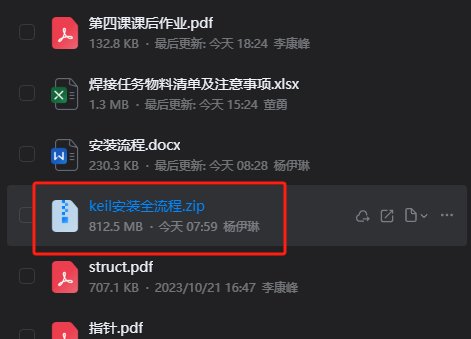 第四课课后作业.pdf
132.8 KB · 最后更新: 今天 18:24 李康峰
焊接任务物料清单及注意事项.xlsx
1.3 MB · 最后更新: 今天 15:24 苗勇
安装流程.docx
230.3 KB · 最后更新: 今天 08:28 杨伊琳
keil安装全流程.zip
812.5 MB · 今天 07:59 杨伊琳
struct.pdf
707.1 KB · 2023/10/21 16:47 李康峰
指针.pdf